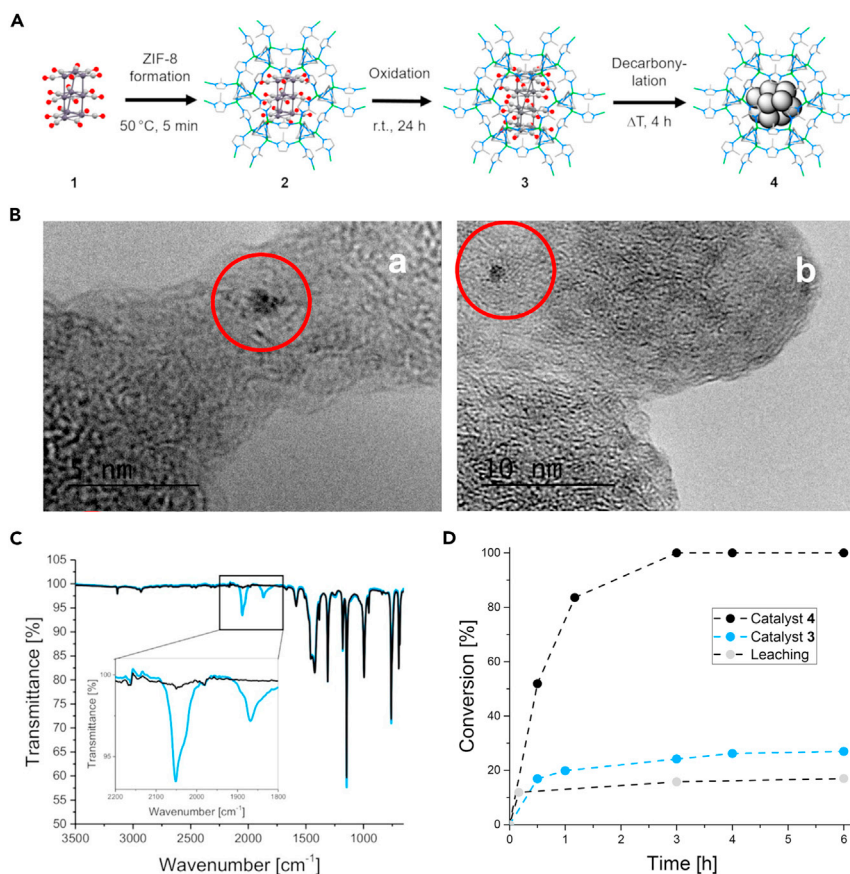 A
ZIF-8
formation
50 °C, 5 min
Oxidation
r.t., 24 h
Decarbony-
lation
ΔT, 4 h
1
2
3
4
B
a
5 nm
b
10 nm
C
105
100
95
90
85
80
75
70
65
60
55
50
Transmittance [%]
3500
3000
2500
2000
1500
1000
Wavenumber [cm⁻¹]
100
95
Transmittance [%]
2200
2100
2000
1900
1800
Wavenumber [cm⁻¹]
D
100
80
60
40
20
0
Conversion [%]
Catalyst 4
Catalyst 3
Leaching
0
1
2
3
4
5
6
Time [h]